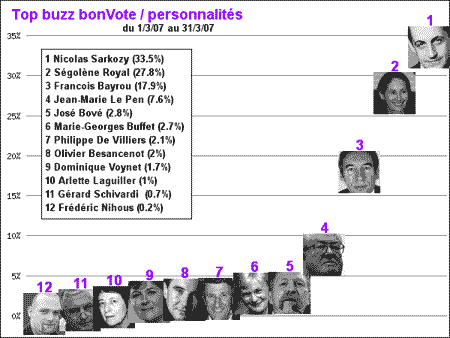 Top buzz bonVote / personnalités
du 1/3/07 au 31/3/07
1 Nicolas Sarkozy (33.5%)
2 Ségolène Royal (27.8%)
3 Francois Bayrou (17.9%)
4 Jean-Marie Le Pen (7.6%)
5 José Bové (2.8%)
6 Marie-Georges Buffet (2.7%)
7 Philippe De Villiers (2.1%)
8 Olivier Besancenot (2%)
9 Dominique Voynet (1.7%)
10 Arlette Laguiller (1%)
11 Gérard Schivardi (0.7%)
12 Frédéric Nihous (0.2%)
35%
30%
25%
20%
15%
10%
5%
0%
12
11
10
9
8
7
6
5
4
3
2
1